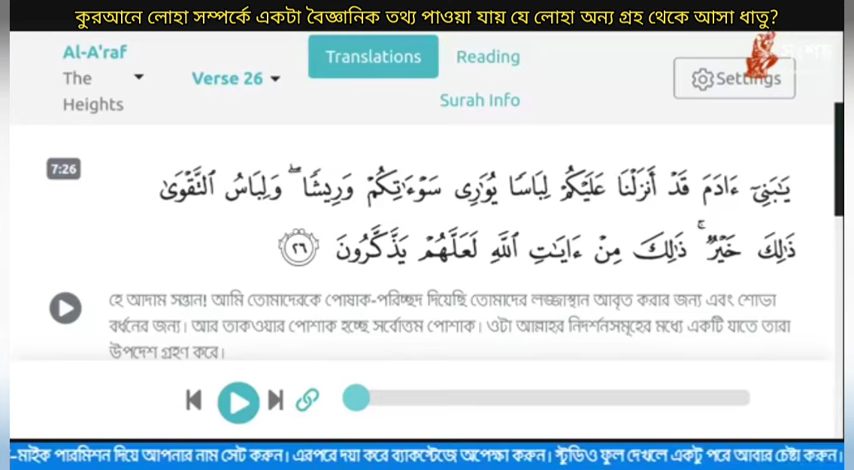 কুরআনে লোহা সম্পর্কে একটা বৈজ্ঞানিক তথ্য পাওয়া যায় যে লোহা অন্য গ্রহ থেকে আসা ধাতু?
Al-A'raf
The
Heights
Verse 26
Translations
Reading
Surah Info
Settings
সংশয়
7:26
يَـٰبَنِىٓ ءَادَمَ قَدْ أَنزَلْنَا عَلَيْكُمْ لِبَاسًا يُوَٰرِى سَوْءَٰتِكُمْ وَرِيشًا ۖ وَلِبَاسُ ٱلتَّقْوَىٰ
ذَٰلِكَ خَيْرٌ ۚ ذَٰلِكَ مِنْ ءَايَـٰتِ ٱللَّهِ لَعَلَّهُمْ يَذَّكَّرُونَ ٢٦
হে আদাম সন্তান! আমি তোমাদেরকে পোষাক-পরিচ্ছদ দিয়েছি তোমাদের লজ্জাস্থান আবৃত করার জন্য এবং শোভা
বর্ধনের জন্য। আর তাকওয়ার পোশাক হচ্ছে সর্বোত্তম পোশাক। ওটা আল্লাহর নিদর্শনসমূহের মধ্যে একটি যাতে তারা
উপদেশ গ্রহণ করে।
-মাইক পারমিশন দিয়ে আপনার নাম সেট করুন। এরপরে দয়া করে ব্যাকস্টেজে অপেক্ষা করুন। স্টুডিও ফুল দেখলে একটু পরে আবার চেষ্টা করুন।